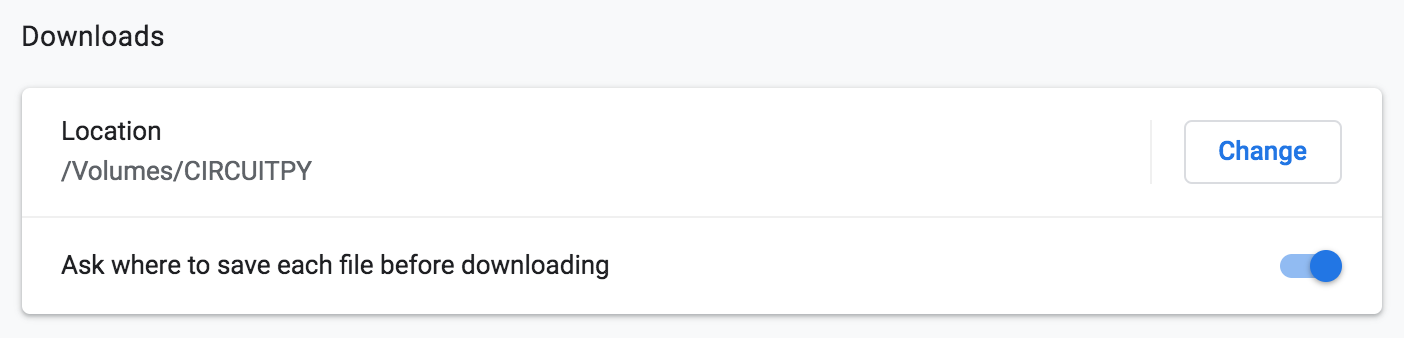 Downloads
Location
/Volumes/CIRCUITPY
Change
Ask where to save each file before downloading